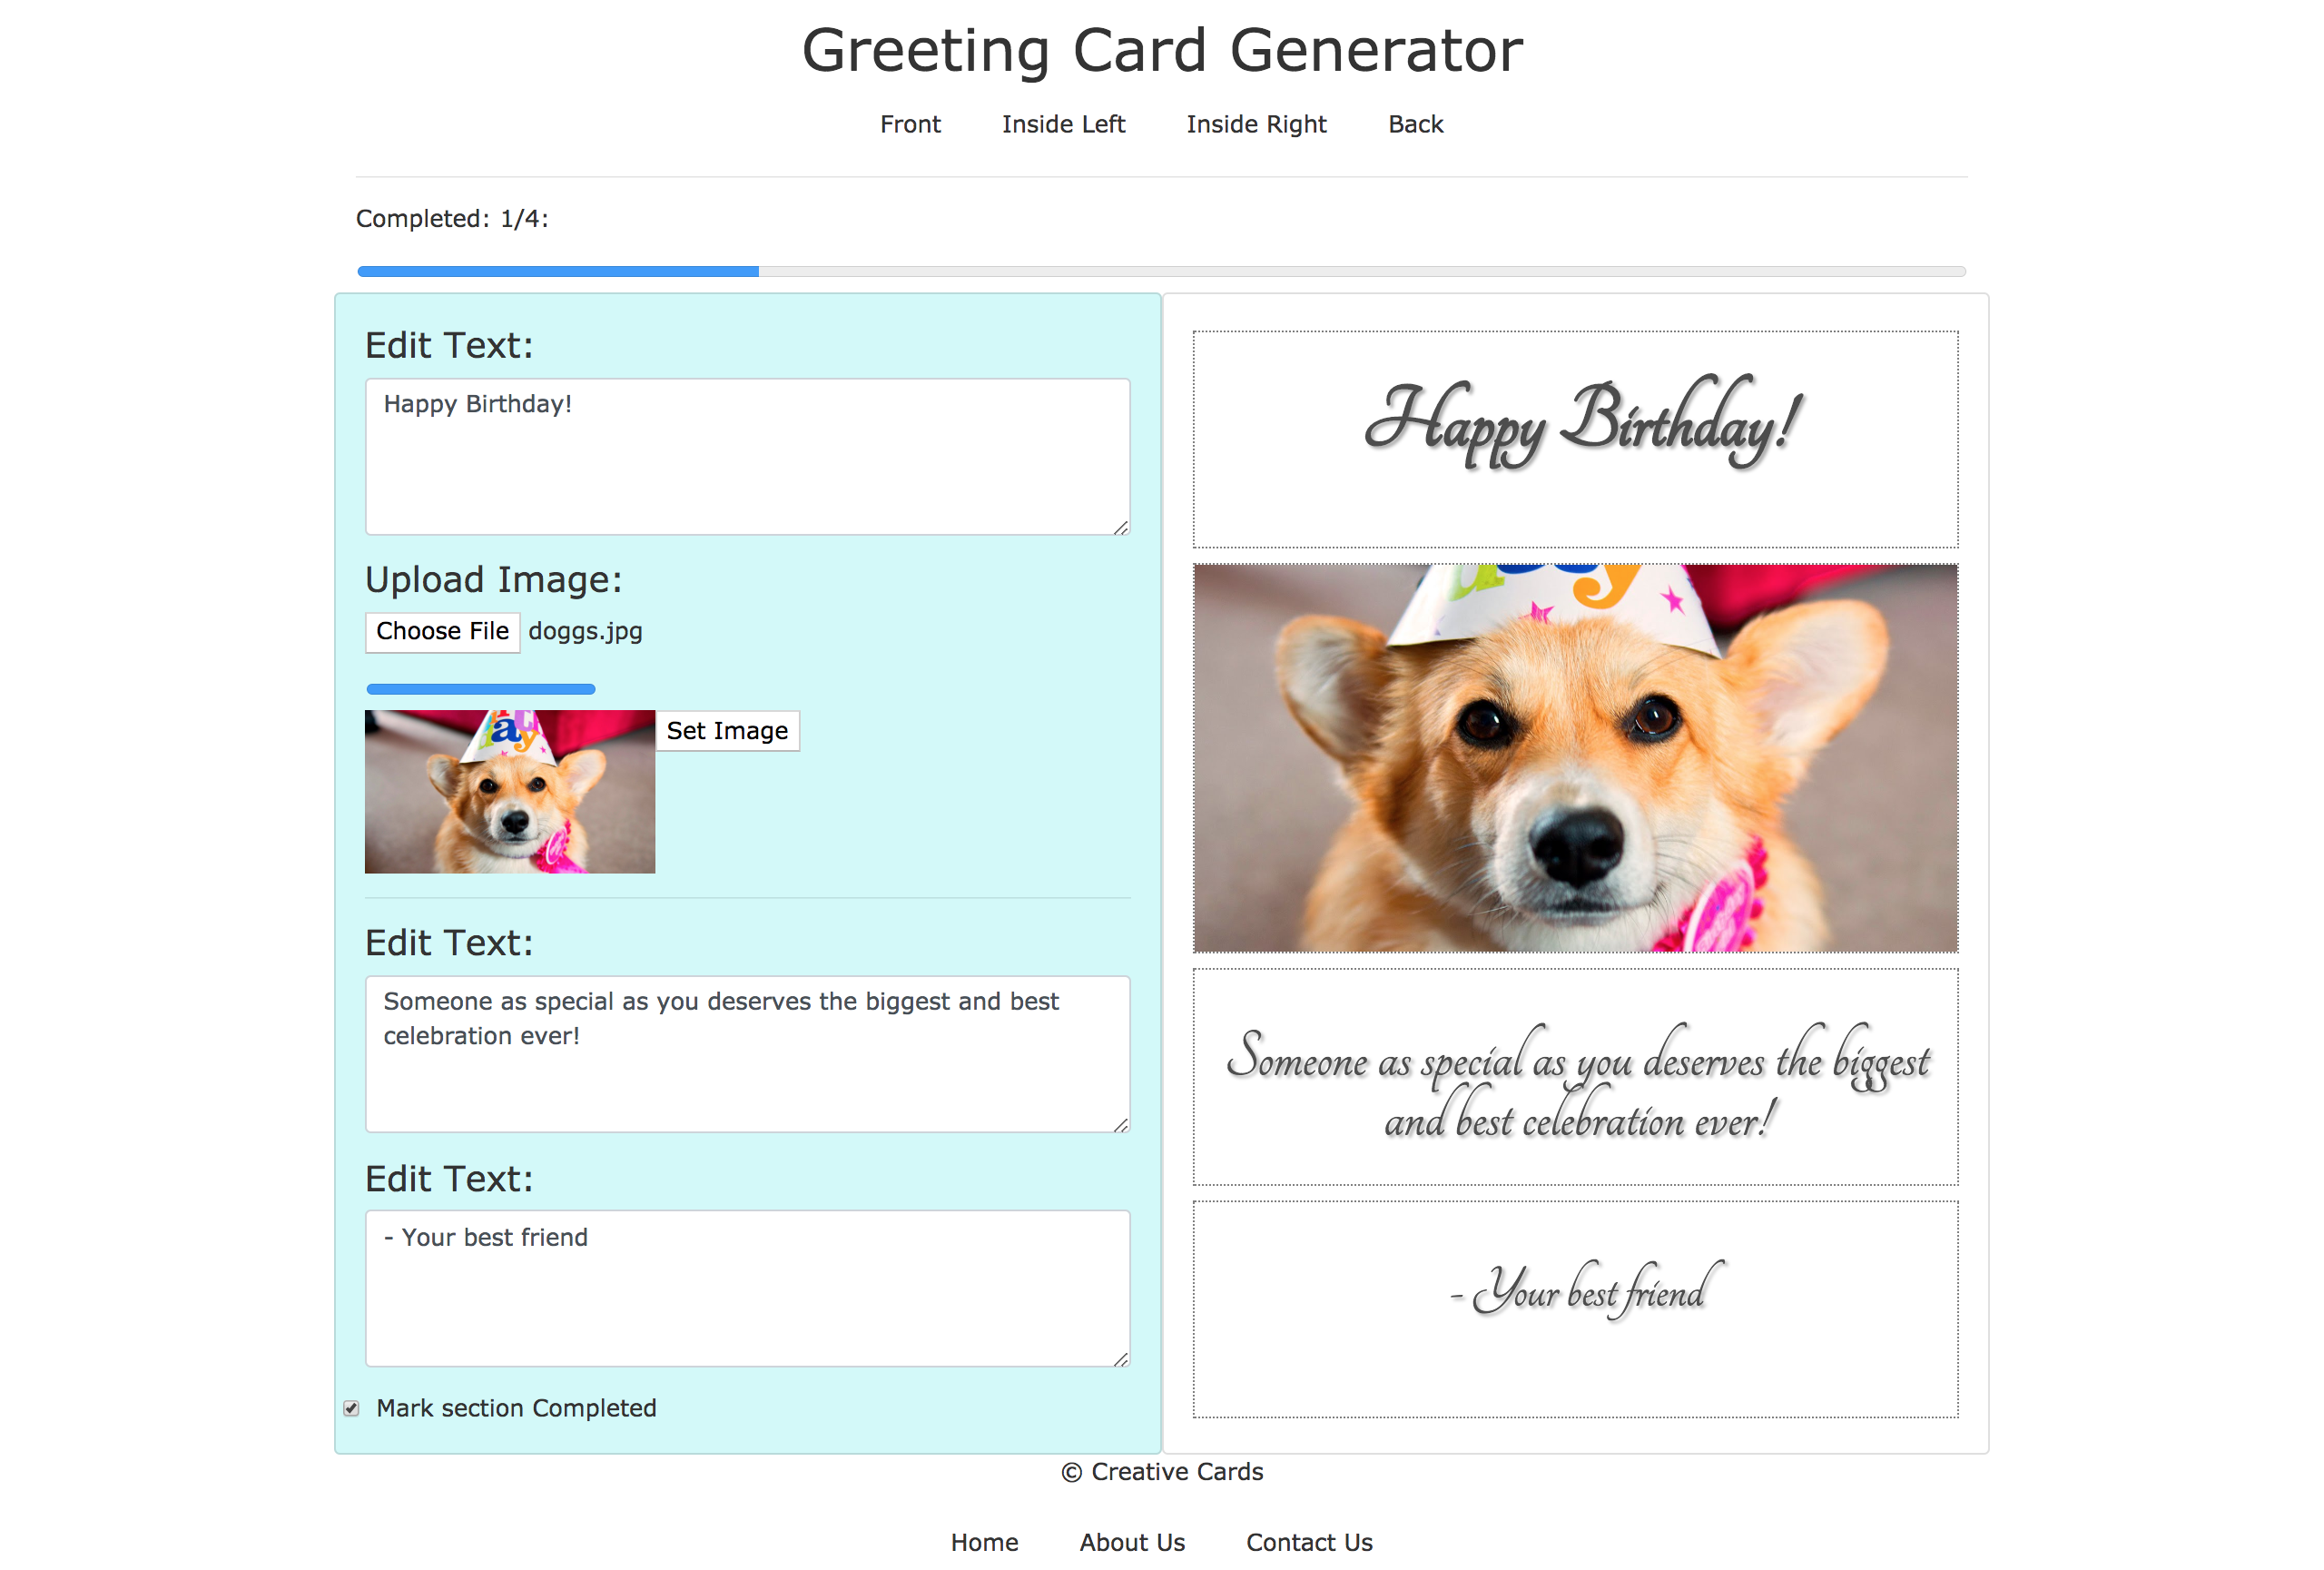 Greeting Card Generator
Front Inside Left Inside Right Back
Completed: 1/4:
Edit Text:
Happy Birthday!
Upload Image:
Choose File doggs.jpg
ay
Set Image
Edit Text:
Someone as special as you deserves the biggest and best
celebration ever!
Edit Text:
- Your best friend
Mark section Completed
Happy Birthday!
Someone as special as you deserves the biggest
and best celebration ever!
- Your best friend
© Creative Cards
Home About Us Contact Us